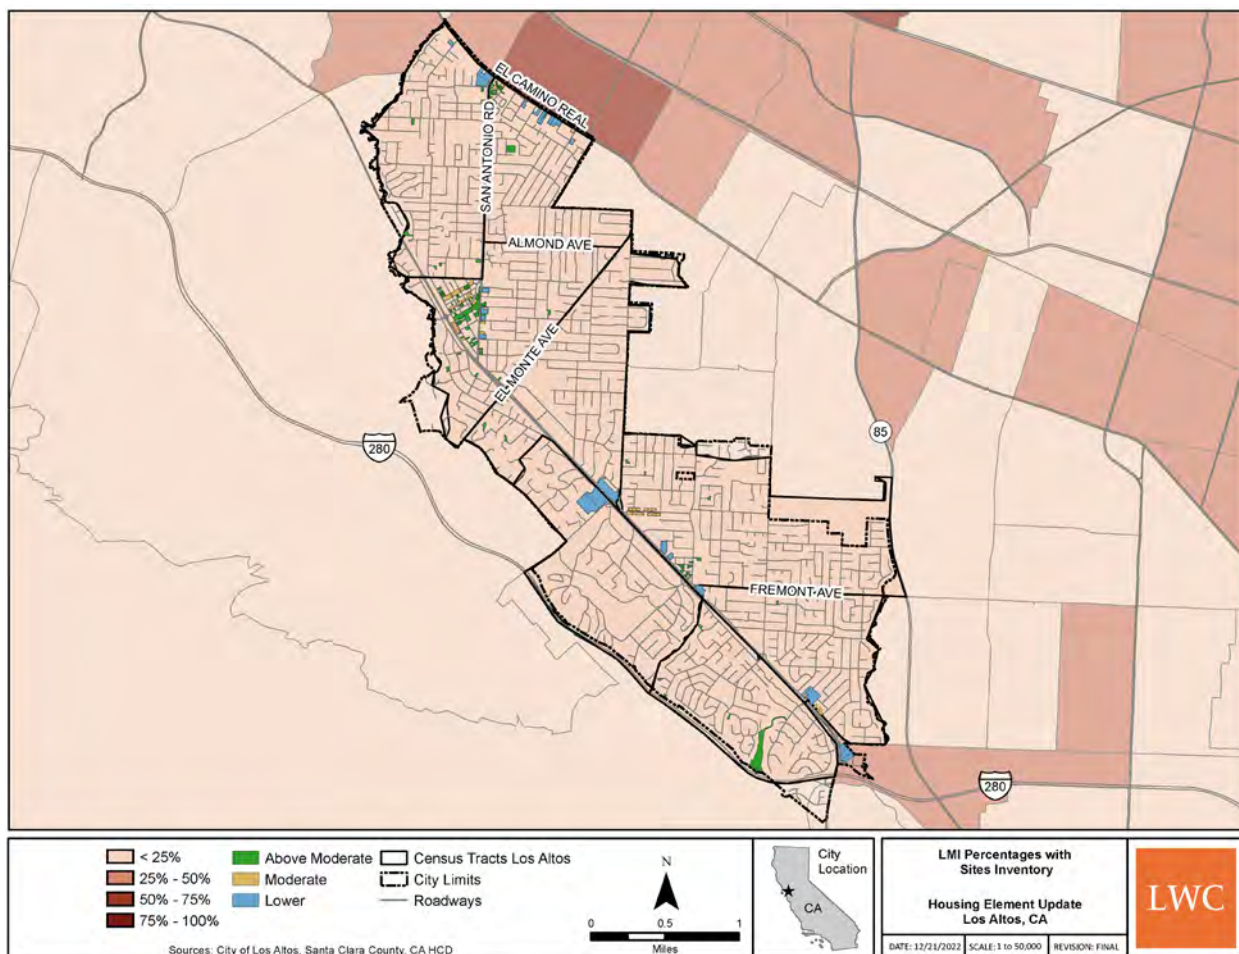 EL CAMINO REAL
SAN ANTONIO RD
ALMOND AVE
EL MONTE AVE
280
85
FREMONT AVE
280
< 25%
25% - 50%
50% - 75%
75% - 100%
Above Moderate
Moderate
Lower
Census Tracts Los Altos
City Limits
Roadways
Sources: City of Los Altos, Santa Clara County, CA HCD
N
0 0.5 1
Miles
City
Location
CA
LMI Percentages with
Sites Inventory
Housing Element Update
Los Altos, CA
DATE: 12/21/2022 SCALE: 1 to 50,000 REVISION: FINAL
LWC